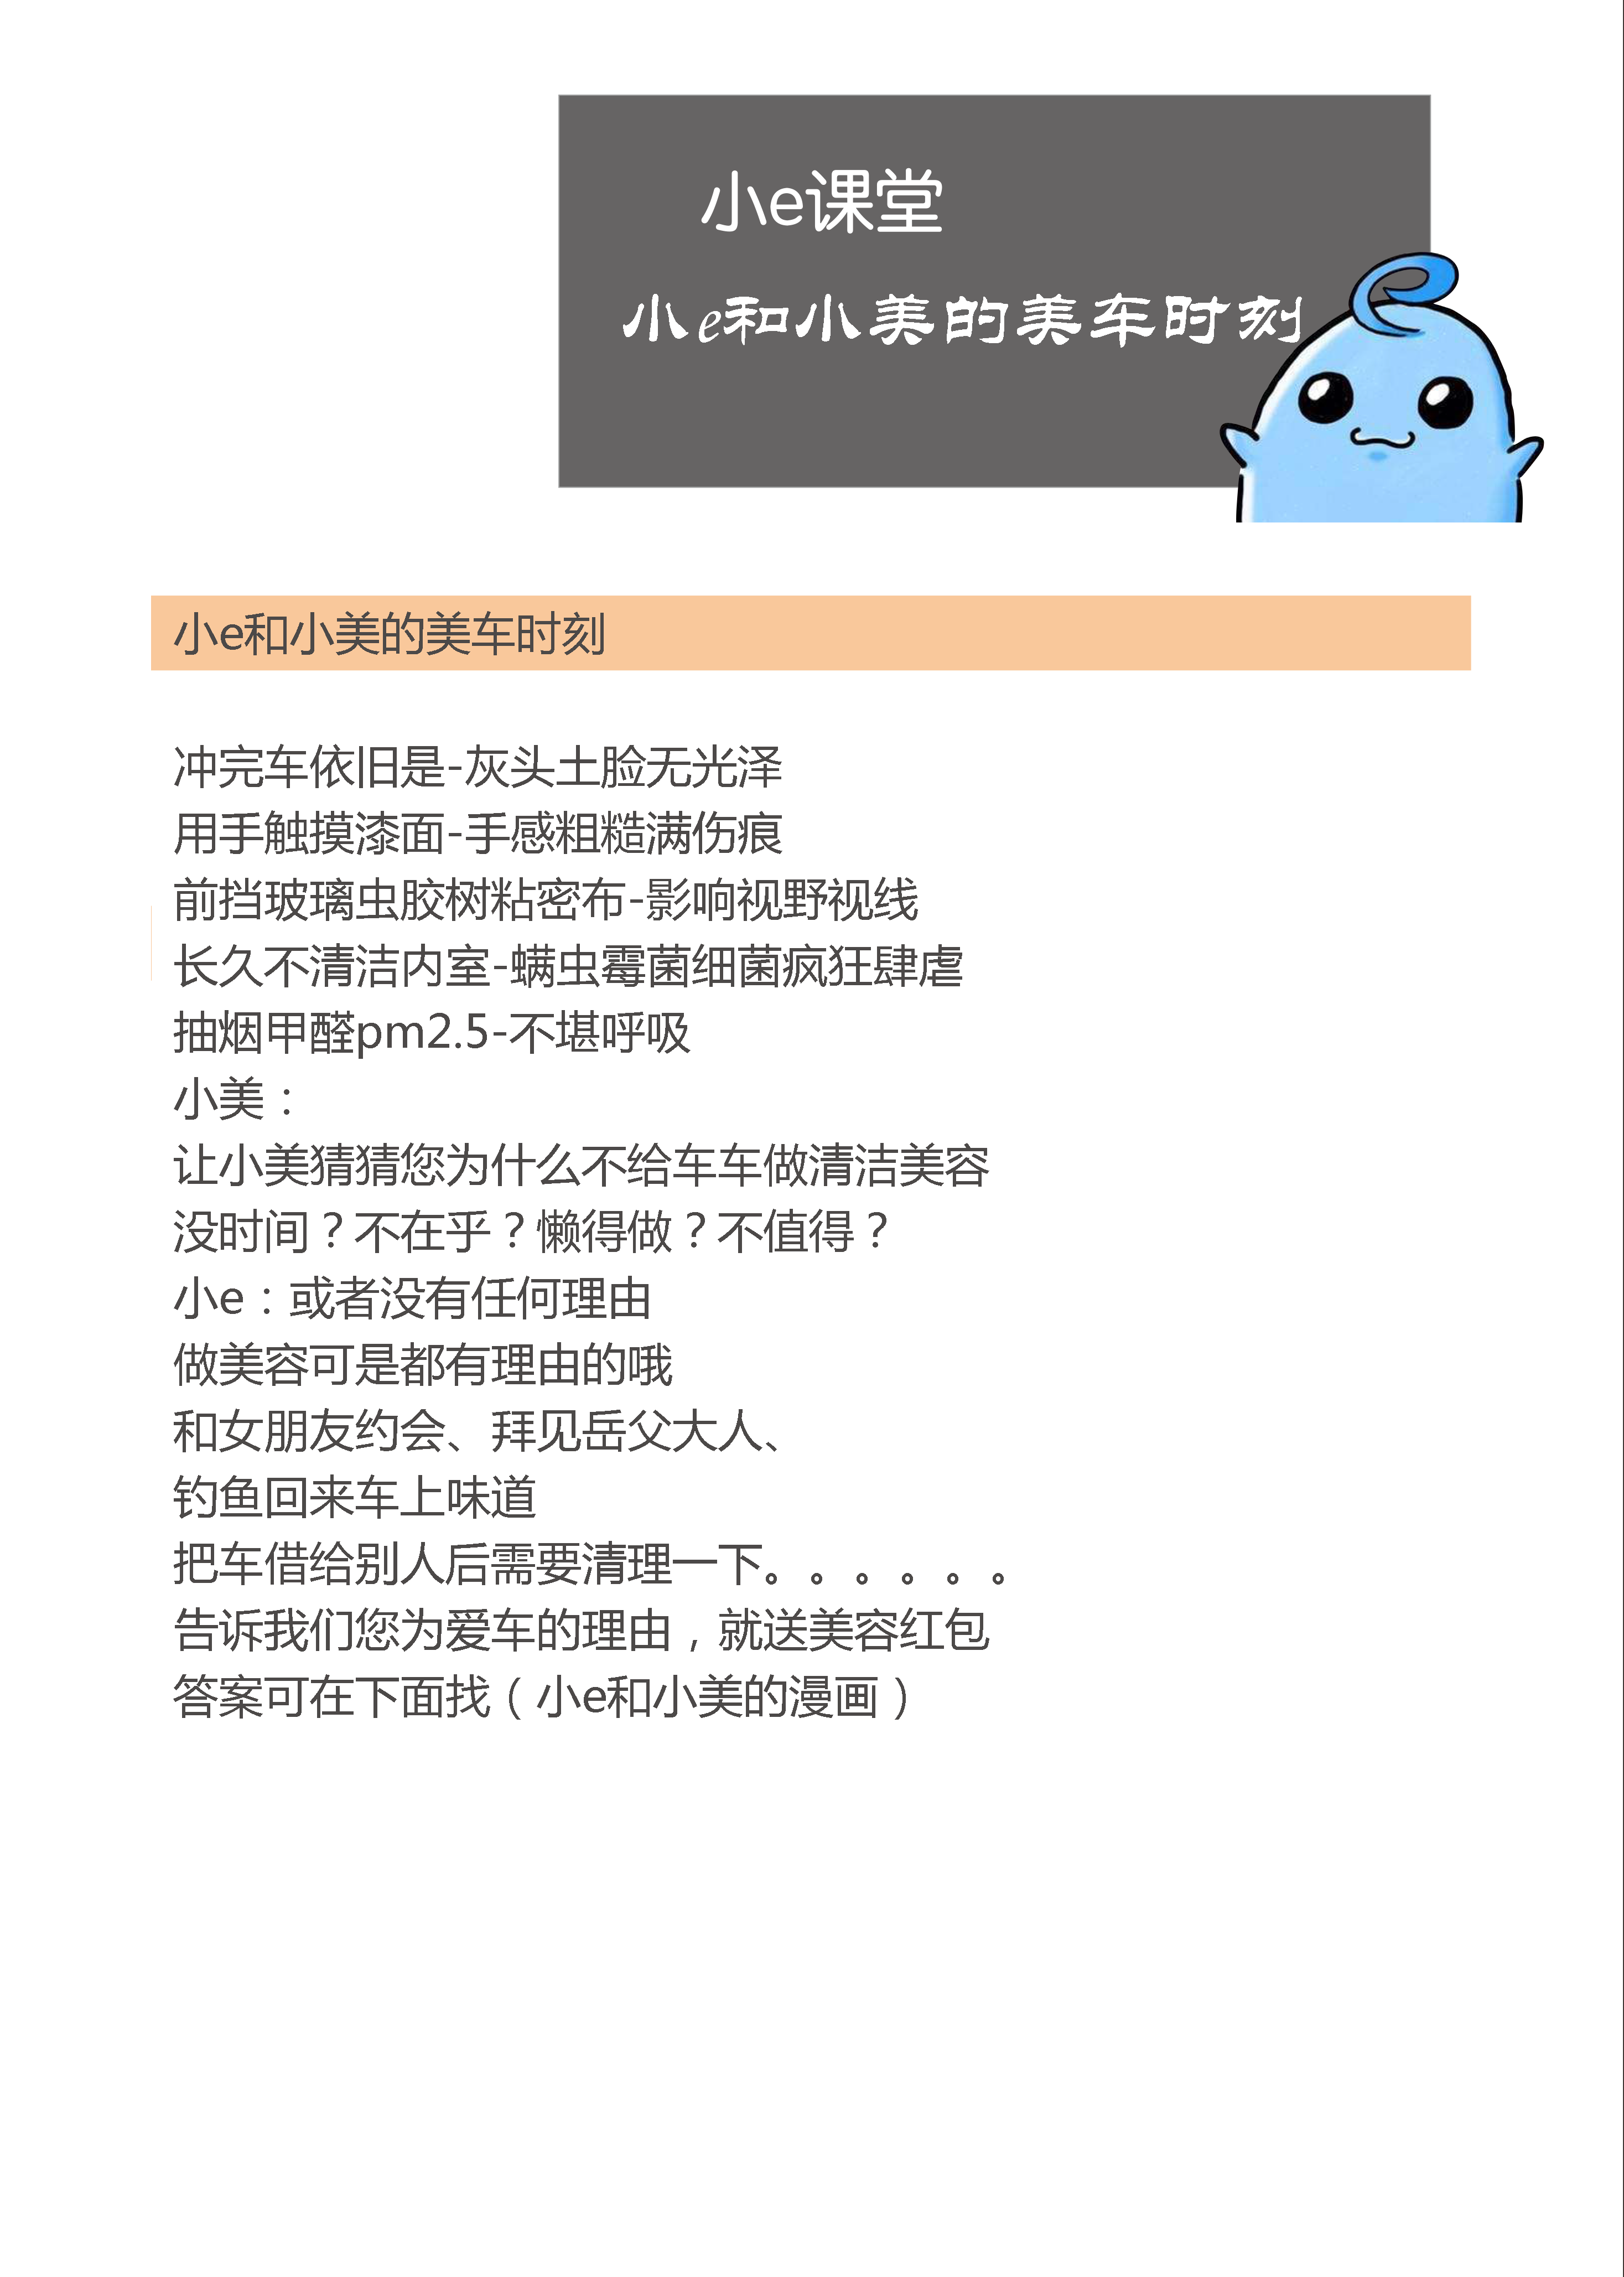 小e课堂
小e和小美的美车时刻
小e和小美的美车时刻
冲完车依旧是-灰头土脸无光泽
用手触摸漆面-手感粗糙满伤痕
前挡玻璃虫胶树粘密布-影响视野视线
长久不清洁内室-螨虫霉菌细菌疯狂肆虐
抽烟甲醛pm2.5-不堪呼吸
小美：
让小美猜猜您为什么不给车车做清洁美容
没时间？不在乎？懒得做？不值得？
小e：或者没有任何理由
做美容可是都有理由的哦
和女朋友约会、拜见岳父大人、
钓鱼回来车上味道
把车借给别人后需要清理一下。。。。。。
告诉我们您为爱车的理由，就送美容红包
答案可在下面找（小e和小美的漫画）